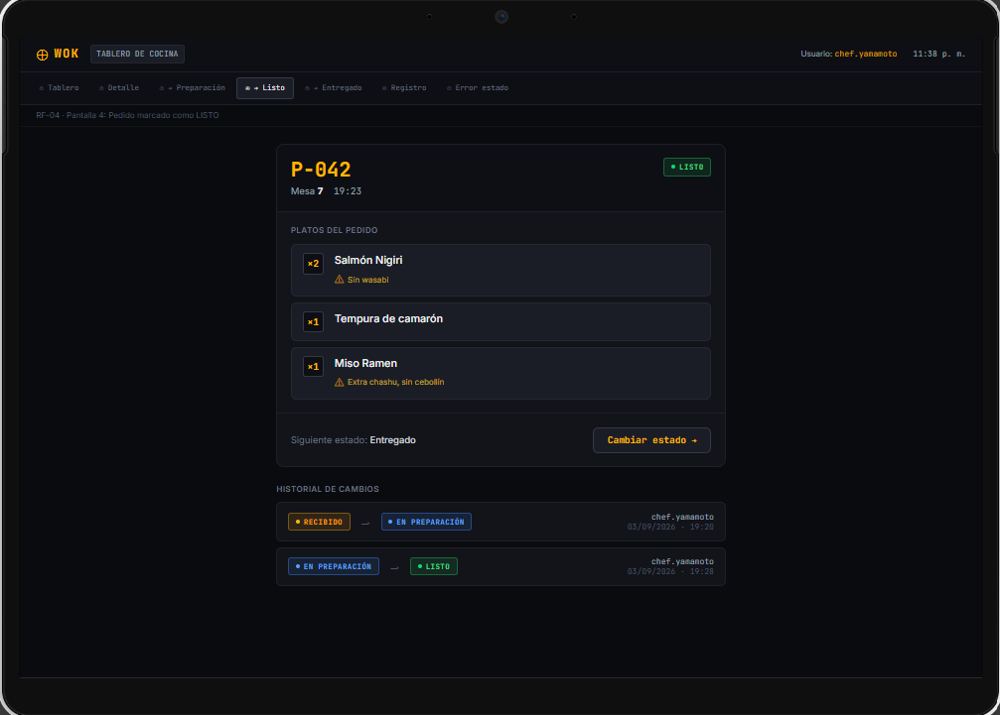 WOK TABLERO DE COCINA Usuario: chef.yamamoto 11:38 p. m.
Tablero Detalle → Preparación → Listo → Entregado Registro Error estado
RF-04 · Pantalla 4: Pedido marcado como LISTO
P-042 LISTO
Mesa 7 19:23
PLATOS DEL PEDIDO
×2 Salmón Nigiri
⚠ Sin wasabi
×1 Tempura de camarón
×1 Miso Ramen
⚠ Extra chashu, sin cebollín
Siguiente estado: Entregado Cambiar estado →
HISTORIAL DE CAMBIOS
RECIBIDO → EN PREPARACIÓN chef.yamamoto
03/09/2026 · 19:20
EN PREPARACIÓN → LISTO chef.yamamoto
03/09/2026 · 19:28